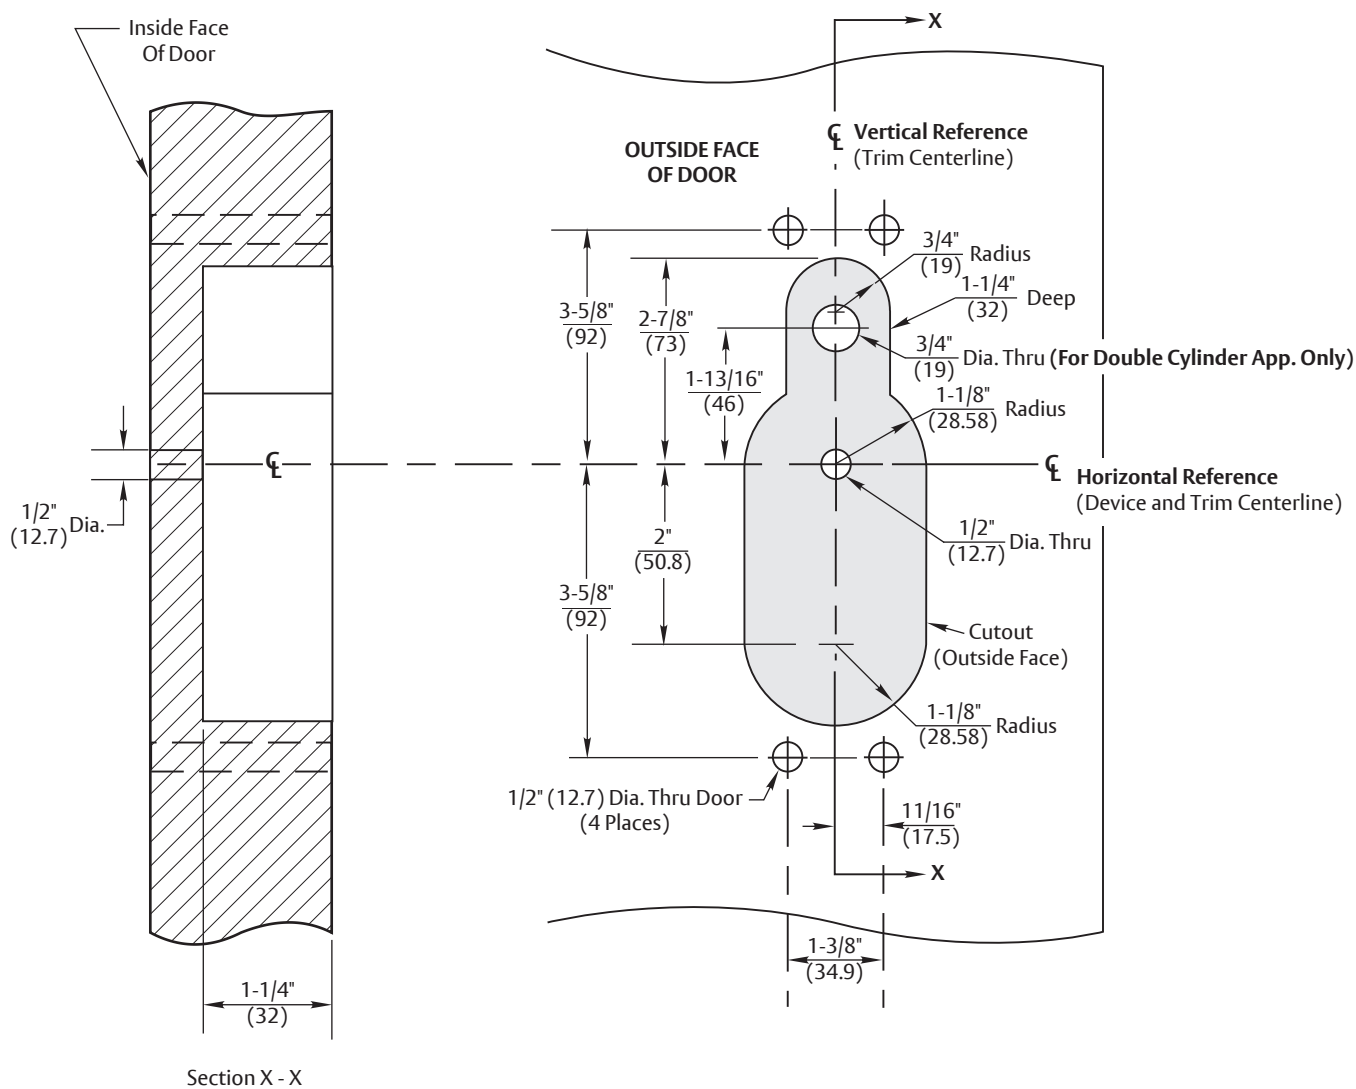 X
Inside Face
Of Door
℄ Vertical Reference
(Trim Centerline)
OUTSIDE FACE
OF DOOR
3/4"
(19) Radius
1-1/4"
(32) Deep
3-5/8"
(92)
2-7/8"
(73)
3/4"
(19) Dia. Thru (For Double Cylinder App. Only)
1-13/16"
(46)
1-1/8"
(28.58) Radius
℄
℄ Horizontal Reference
(Device and Trim Centerline)
1/2"
(12.7) Dia.
1/2"
(12.7) Dia. Thru
2"
(50.8)
3-5/8"
(92)
Cutout
(Outside Face)
1-1/8"
(28.58) Radius
1/2" (12.7) Dia. Thru Door
(4 Places)
11/16"
(17.5)
X
1-3/8"
(34.9)
1-1/4"
(32)
Section X - X